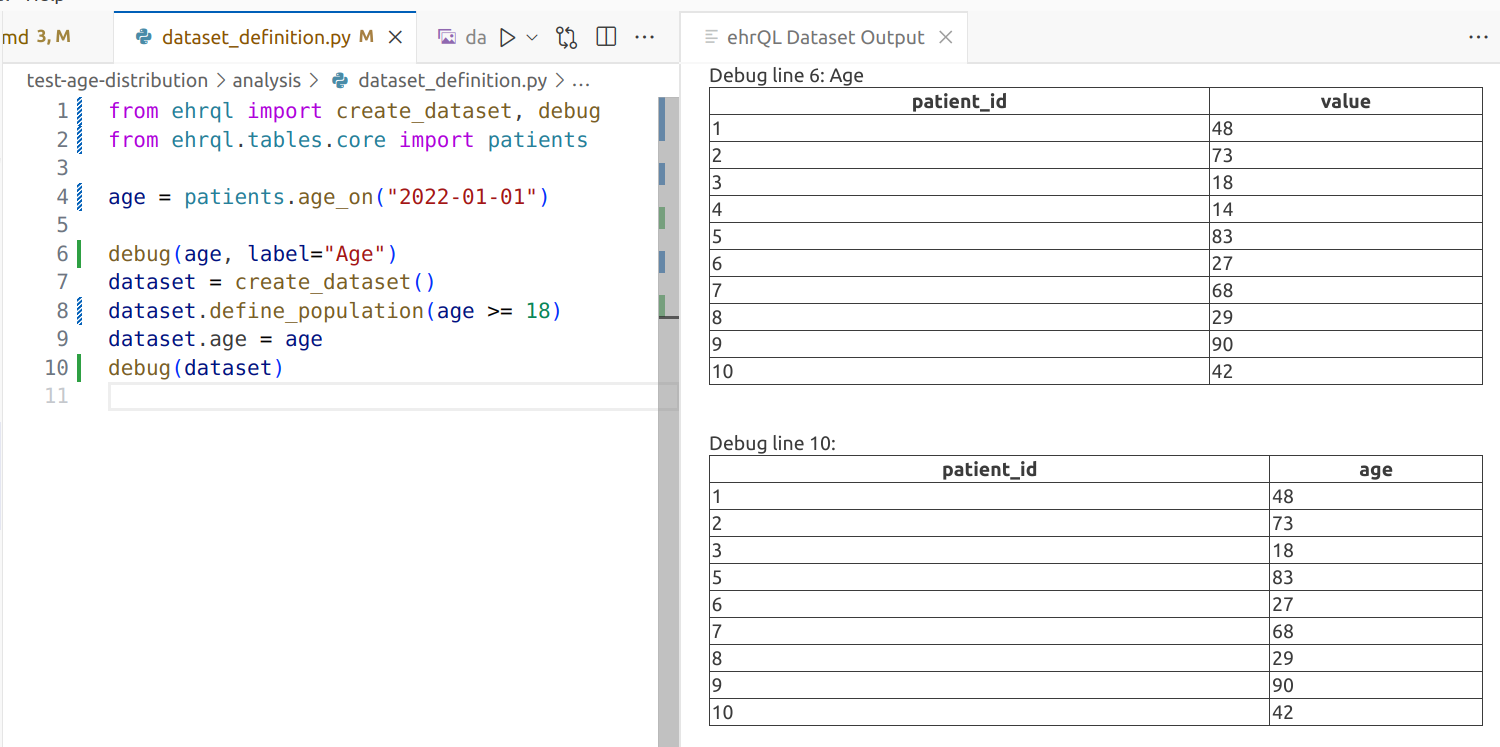 md 3, M
dataset_definition.py M
da
ehrQL Dataset Output
test-age-distribution > analysis > dataset_definition.py > ...
1 from ehrql import create_dataset, debug
2 from ehrql.tables.core import patients
3
4 age = patients.age_on("2022-01-01")
5
6 debug(age, label="Age")
7 dataset = create_dataset()
8 dataset.define_population(age >= 18)
9 dataset.age = age
10 debug(dataset)
11
Debug line 6: Age
patient_id value
1 48
2 73
3 18
4 14
5 83
6 27
7 68
8 29
9 90
10 42
Debug line 10:
patient_id age
1 48
2 73
3 18
5 83
6 27
7 68
8 29
9 90
10 42